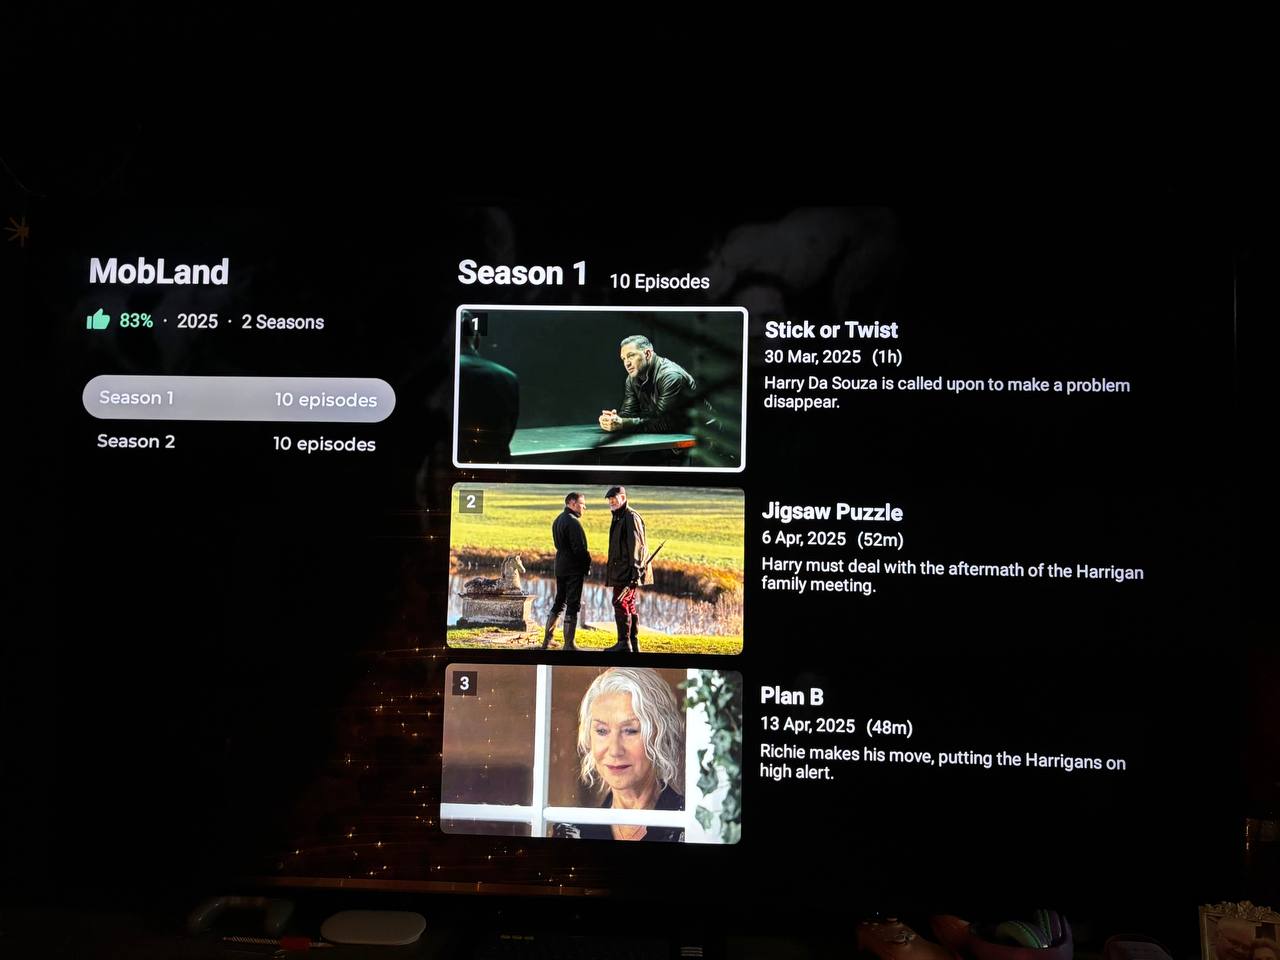 MobLand
83% · 2025 · 2 Seasons
Season 1 10 episodes
Season 2 10 episodes
Season 1 10 Episodes
1
Stick or Twist
30 Mar, 2025 (1h)
Harry Da Souza is called upon to make a problem
disappear.
2
Jigsaw Puzzle
6 Apr, 2025 (52m)
Harry must deal with the aftermath of the Harrigan
family meeting.
3
Plan B
13 Apr, 2025 (48m)
Richie makes his move, putting the Harrigans on
high alert.